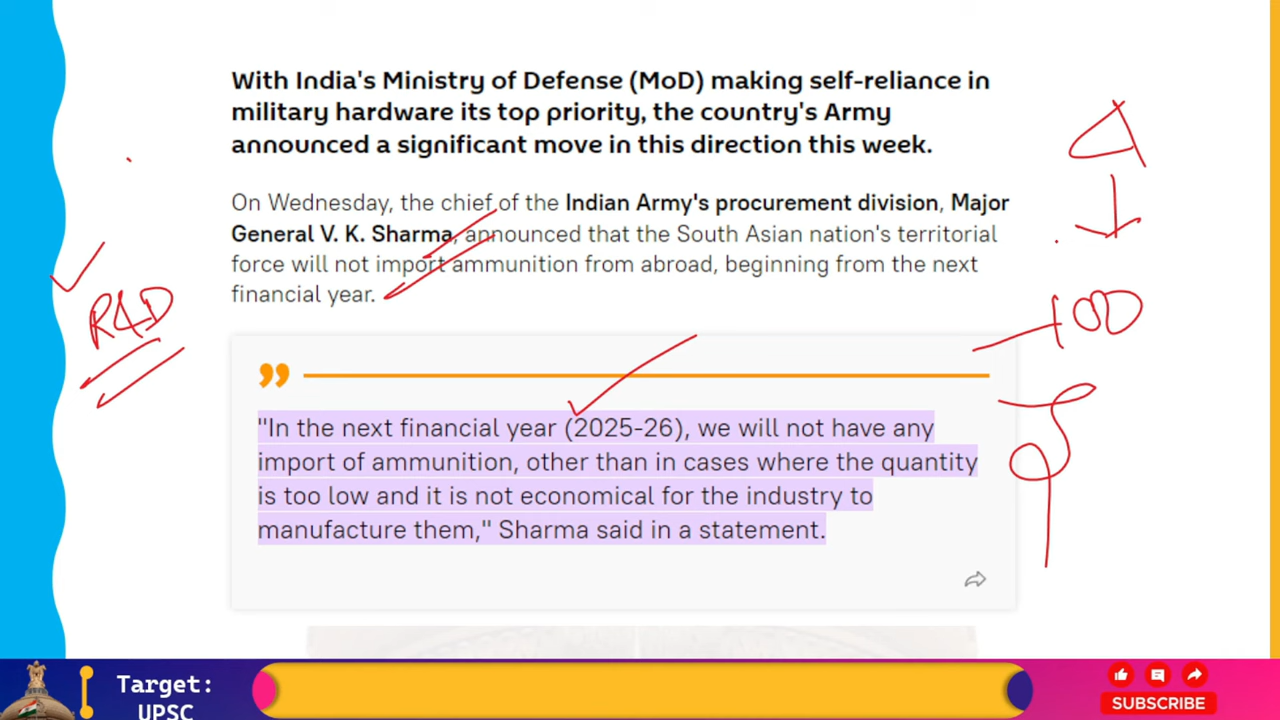 With India's Ministry of Defense (MoD) making self-reliance in
military hardware its top priority, the country's Army
announced a significant move in this direction this week.
On Wednesday, the chief of the Indian Army's procurement division, Major
General V. K. Sharma, announced that the South Asian nation's territorial
force will not import ammunition from abroad, beginning from the next
financial year.
R&D
"In the next financial year (2025-26), we will not have any
import of ammunition, other than in cases where the quantity
is too low and it is not economical for the industry to
manufacture them," Sharma said in a statement.
Target:
UPSC
SUBSCRIBE